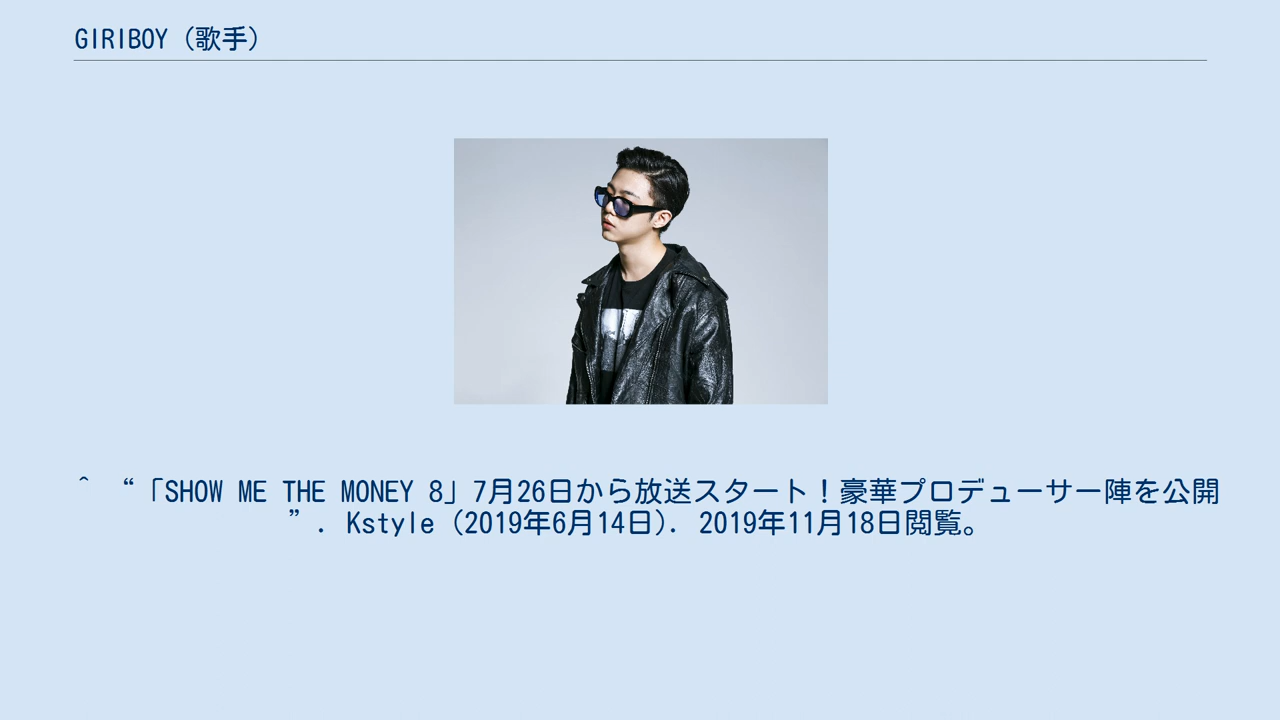 GIRIBOY（歌手）
^ “「SHOW ME THE MONEY 8」7月26日から放送スタート！豪華プロデューサー陣を公開
”. Kstyle (2019年6月14日). 2019年11月18日閲覧。